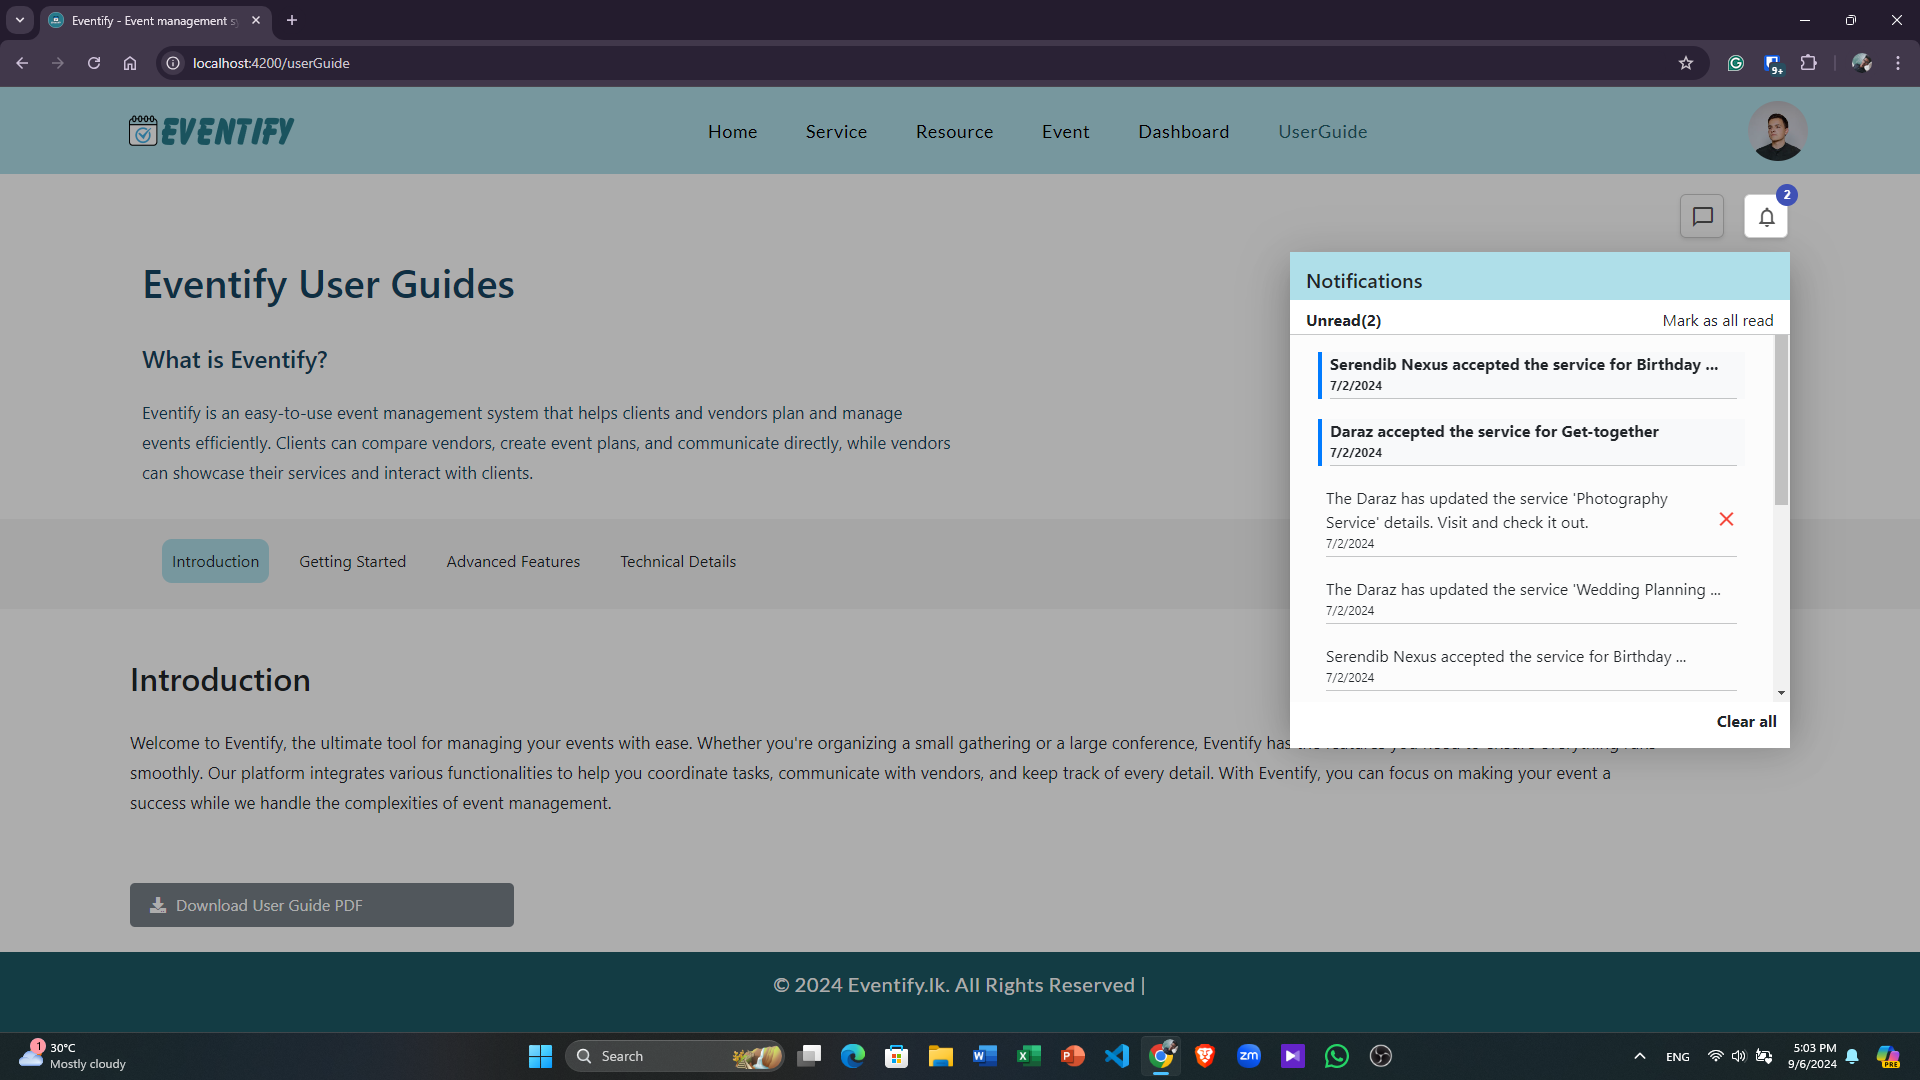 Eventify - Event management sy
localhost:4200/userGuide
9+
EVENTIFY
Home
Service
Resource
Event
Dashboard
UserGuide
2
Eventify User Guides
What is Eventify?
Eventify is an easy-to-use event management system that helps clients and vendors plan and manage
events efficiently. Clients can compare vendors, create event plans, and communicate directly, while vendors
can showcase their services and interact with clients.
Introduction
Getting Started
Advanced Features
Technical Details
Notifications
Unread(2)
Mark as all read
Serendib Nexus accepted the service for Birthday ...
7/2/2024
Daraz accepted the service for Get-together
7/2/2024
The Daraz has updated the service 'Photography
Service' details. Visit and check it out.
7/2/2024
The Daraz has updated the service 'Wedding Planning ...
7/2/2024
Serendib Nexus accepted the service for Birthday ...
7/2/2024
Clear all
Introduction
Welcome to Eventify, the ultimate tool for managing your events with ease. Whether you're organizing a small gathering or a large conference, Eventify has
smoothly. Our platform integrates various functionalities to help you coordinate tasks, communicate with vendors, and keep track of every detail. With Eventify, you can focus on making your event a
success while we handle the complexities of event management.
Download User Guide PDF
© 2024 Eventify.lk. All Rights Reserved |
1
30°C
Mostly cloudy
Search
zm
ENG
5:03 PM
9/6/2024
PRE